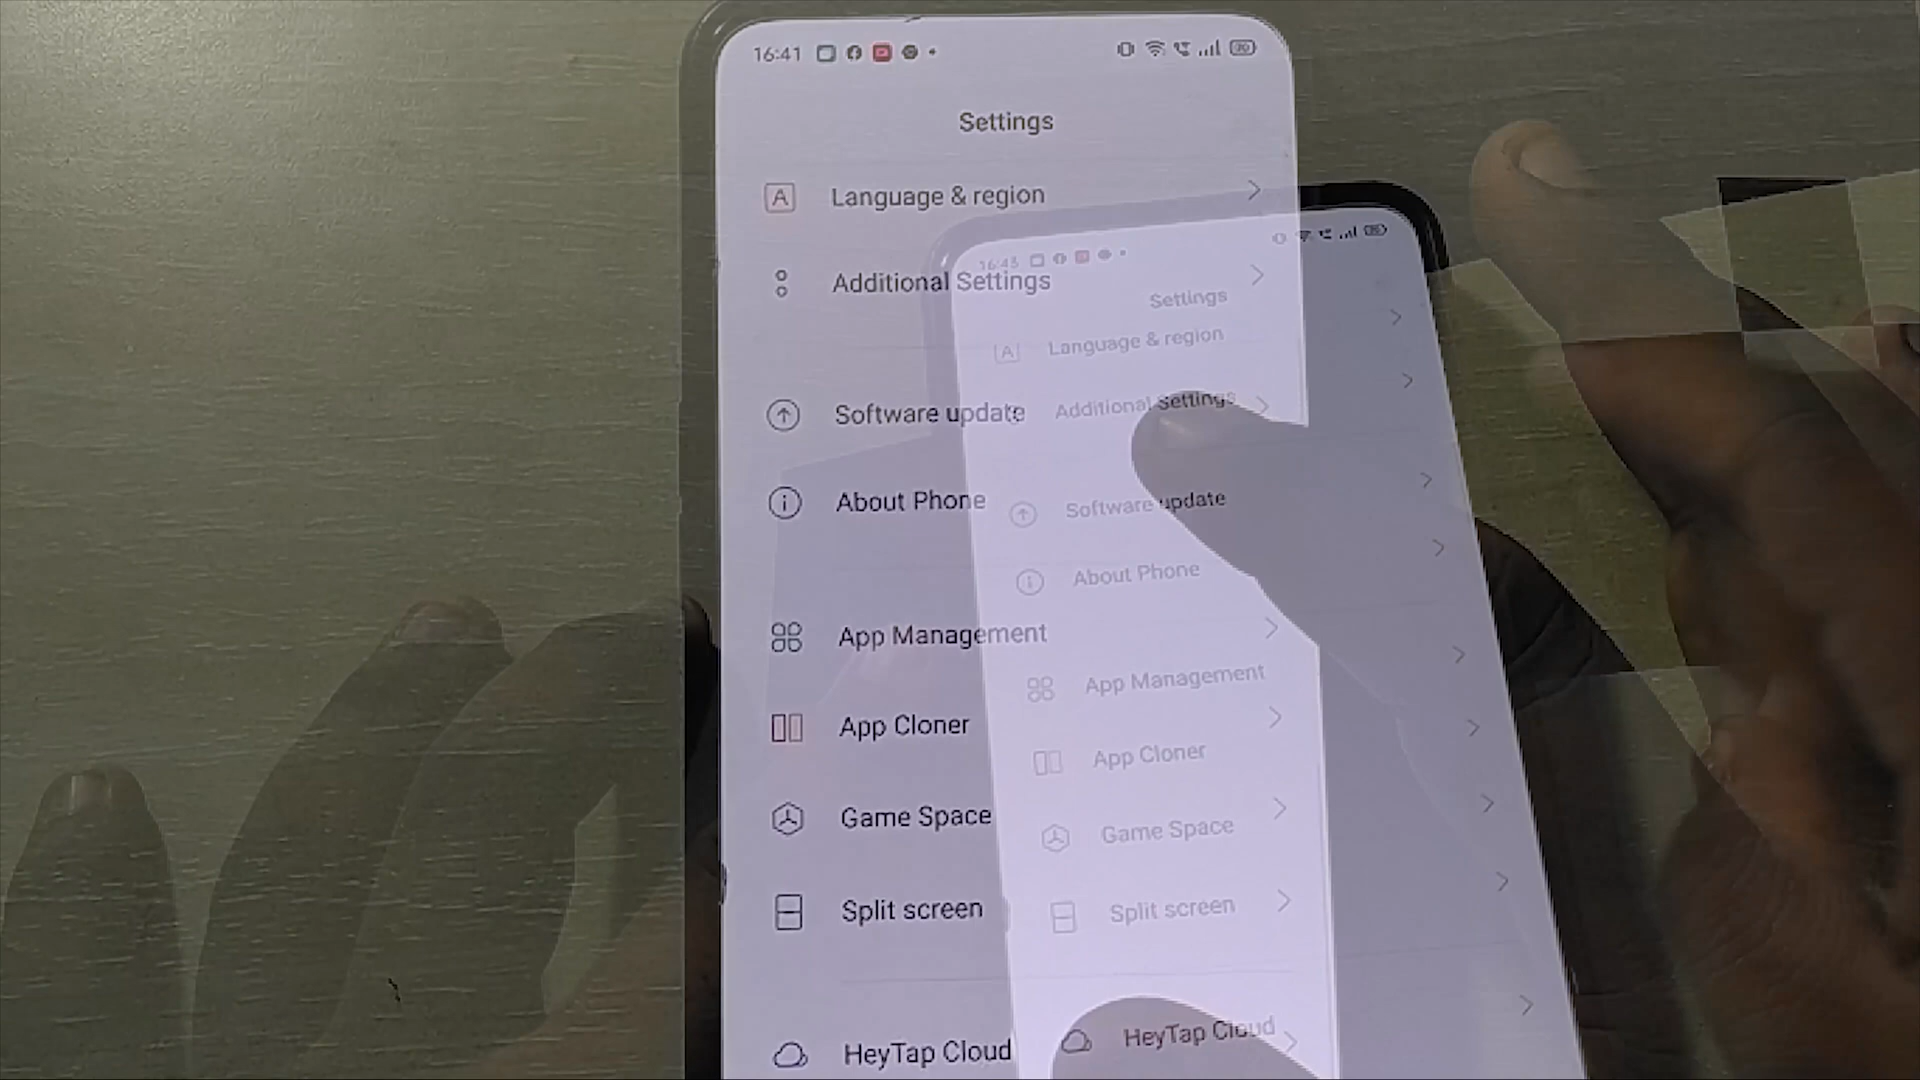 16:41
Settings
Language & region
Additional Settings
Software update
About Phone
App Management
App Cloner
Game Space
Split screen
HeyTap Cloud
16:43
Settings
Language & region
Additional Settings
Software update
About Phone
App Management
App Cloner
Game Space
Split screen
HeyTap Cloud